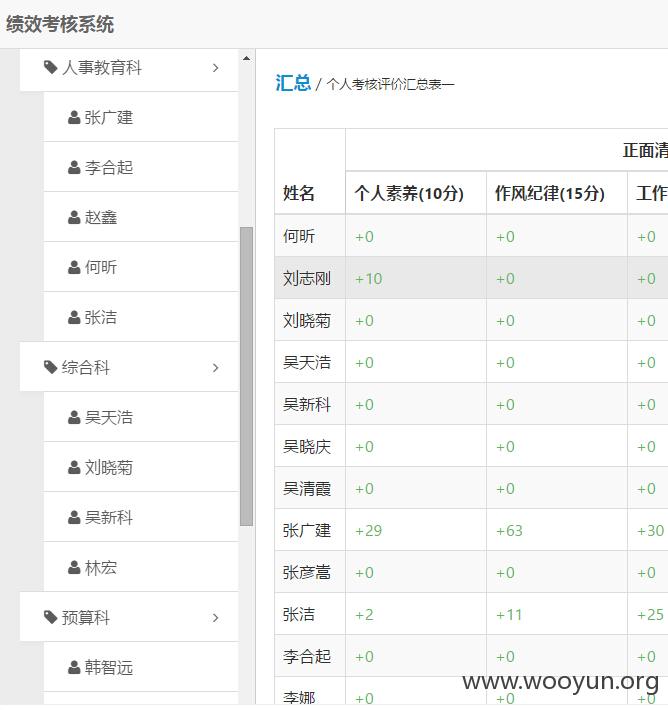 绩效考核系统
人事教育科
张广建
李合起
赵鑫
何昕
张洁
综合科
吴天浩
刘晓菊
吴新科
林宏
预算科
韩智远
汇总 / 个人考核评价汇总表一
正面清
姓名 个人素养(10分) 作风纪律(15分) 工作
何昕 +0 +0 +0
刘志刚 +10 +0 +0
刘晓菊 +0 +0 +0
吴天浩 +0 +0 +0
吴新科 +0 +0 +0
吴晓庆 +0 +0 +0
吴清霞 +0 +0 +0
张广建 +29 +63 +30
张彦嵩 +0 +0 +0
张洁 +2 +11 +25
李合起 +0 +0 +0
李娜 +0 +0 +0
www.wooyun.org